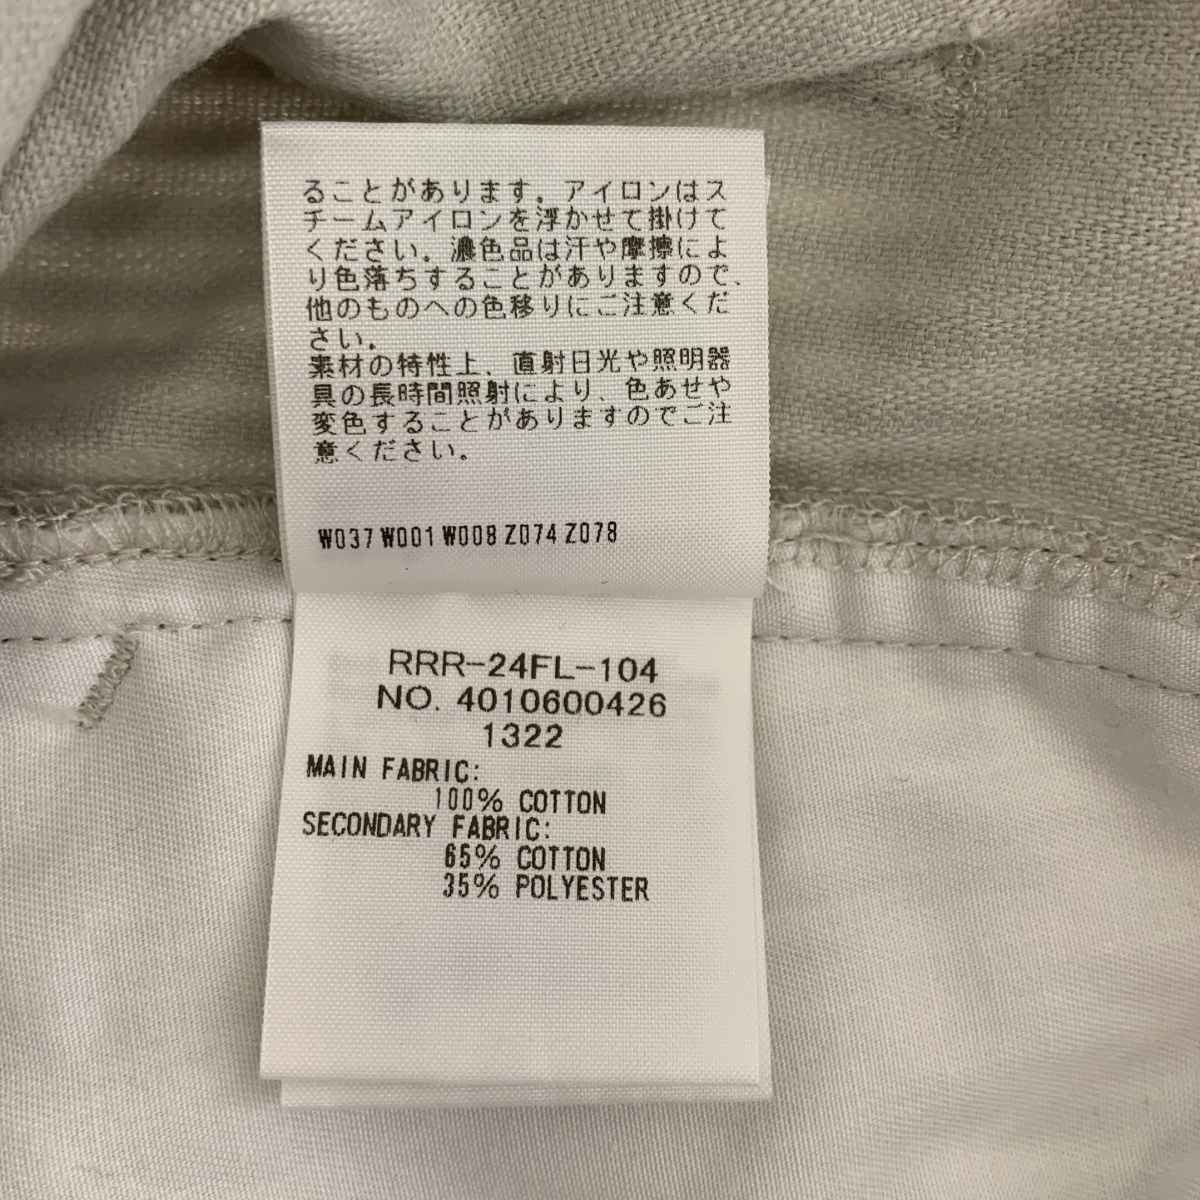 ることがあります。アイロンはス
チームアイロンを浮かせて掛けて
ください。濃色品は汗や摩擦によ
り色落ちすることがありますので、
他のものへの色移りにご注意くだ
さい。
素材の特性上、直射日光や照明器
具の長時間照射により、色あせや
変色することがありますのでご注
意ください。
W037 W001 W008 Z074 Z078
RRR-24FL-104
NO. 4010600426
1322
MAIN FABRIC:
100% COTTON
SECONDARY FABRIC:
65% COTTON
35% POLYESTER